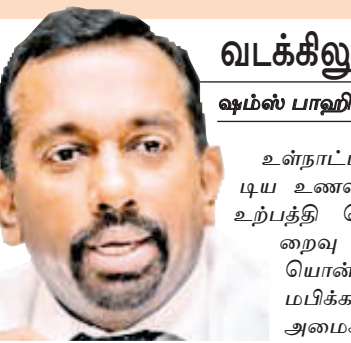 வடக்கிலு
ஷம்ஸ் பாஹி
உள்நாட்
டிய உண
உற்பத்தி
றைவு
யொன்
மபிக்க
அமைச்